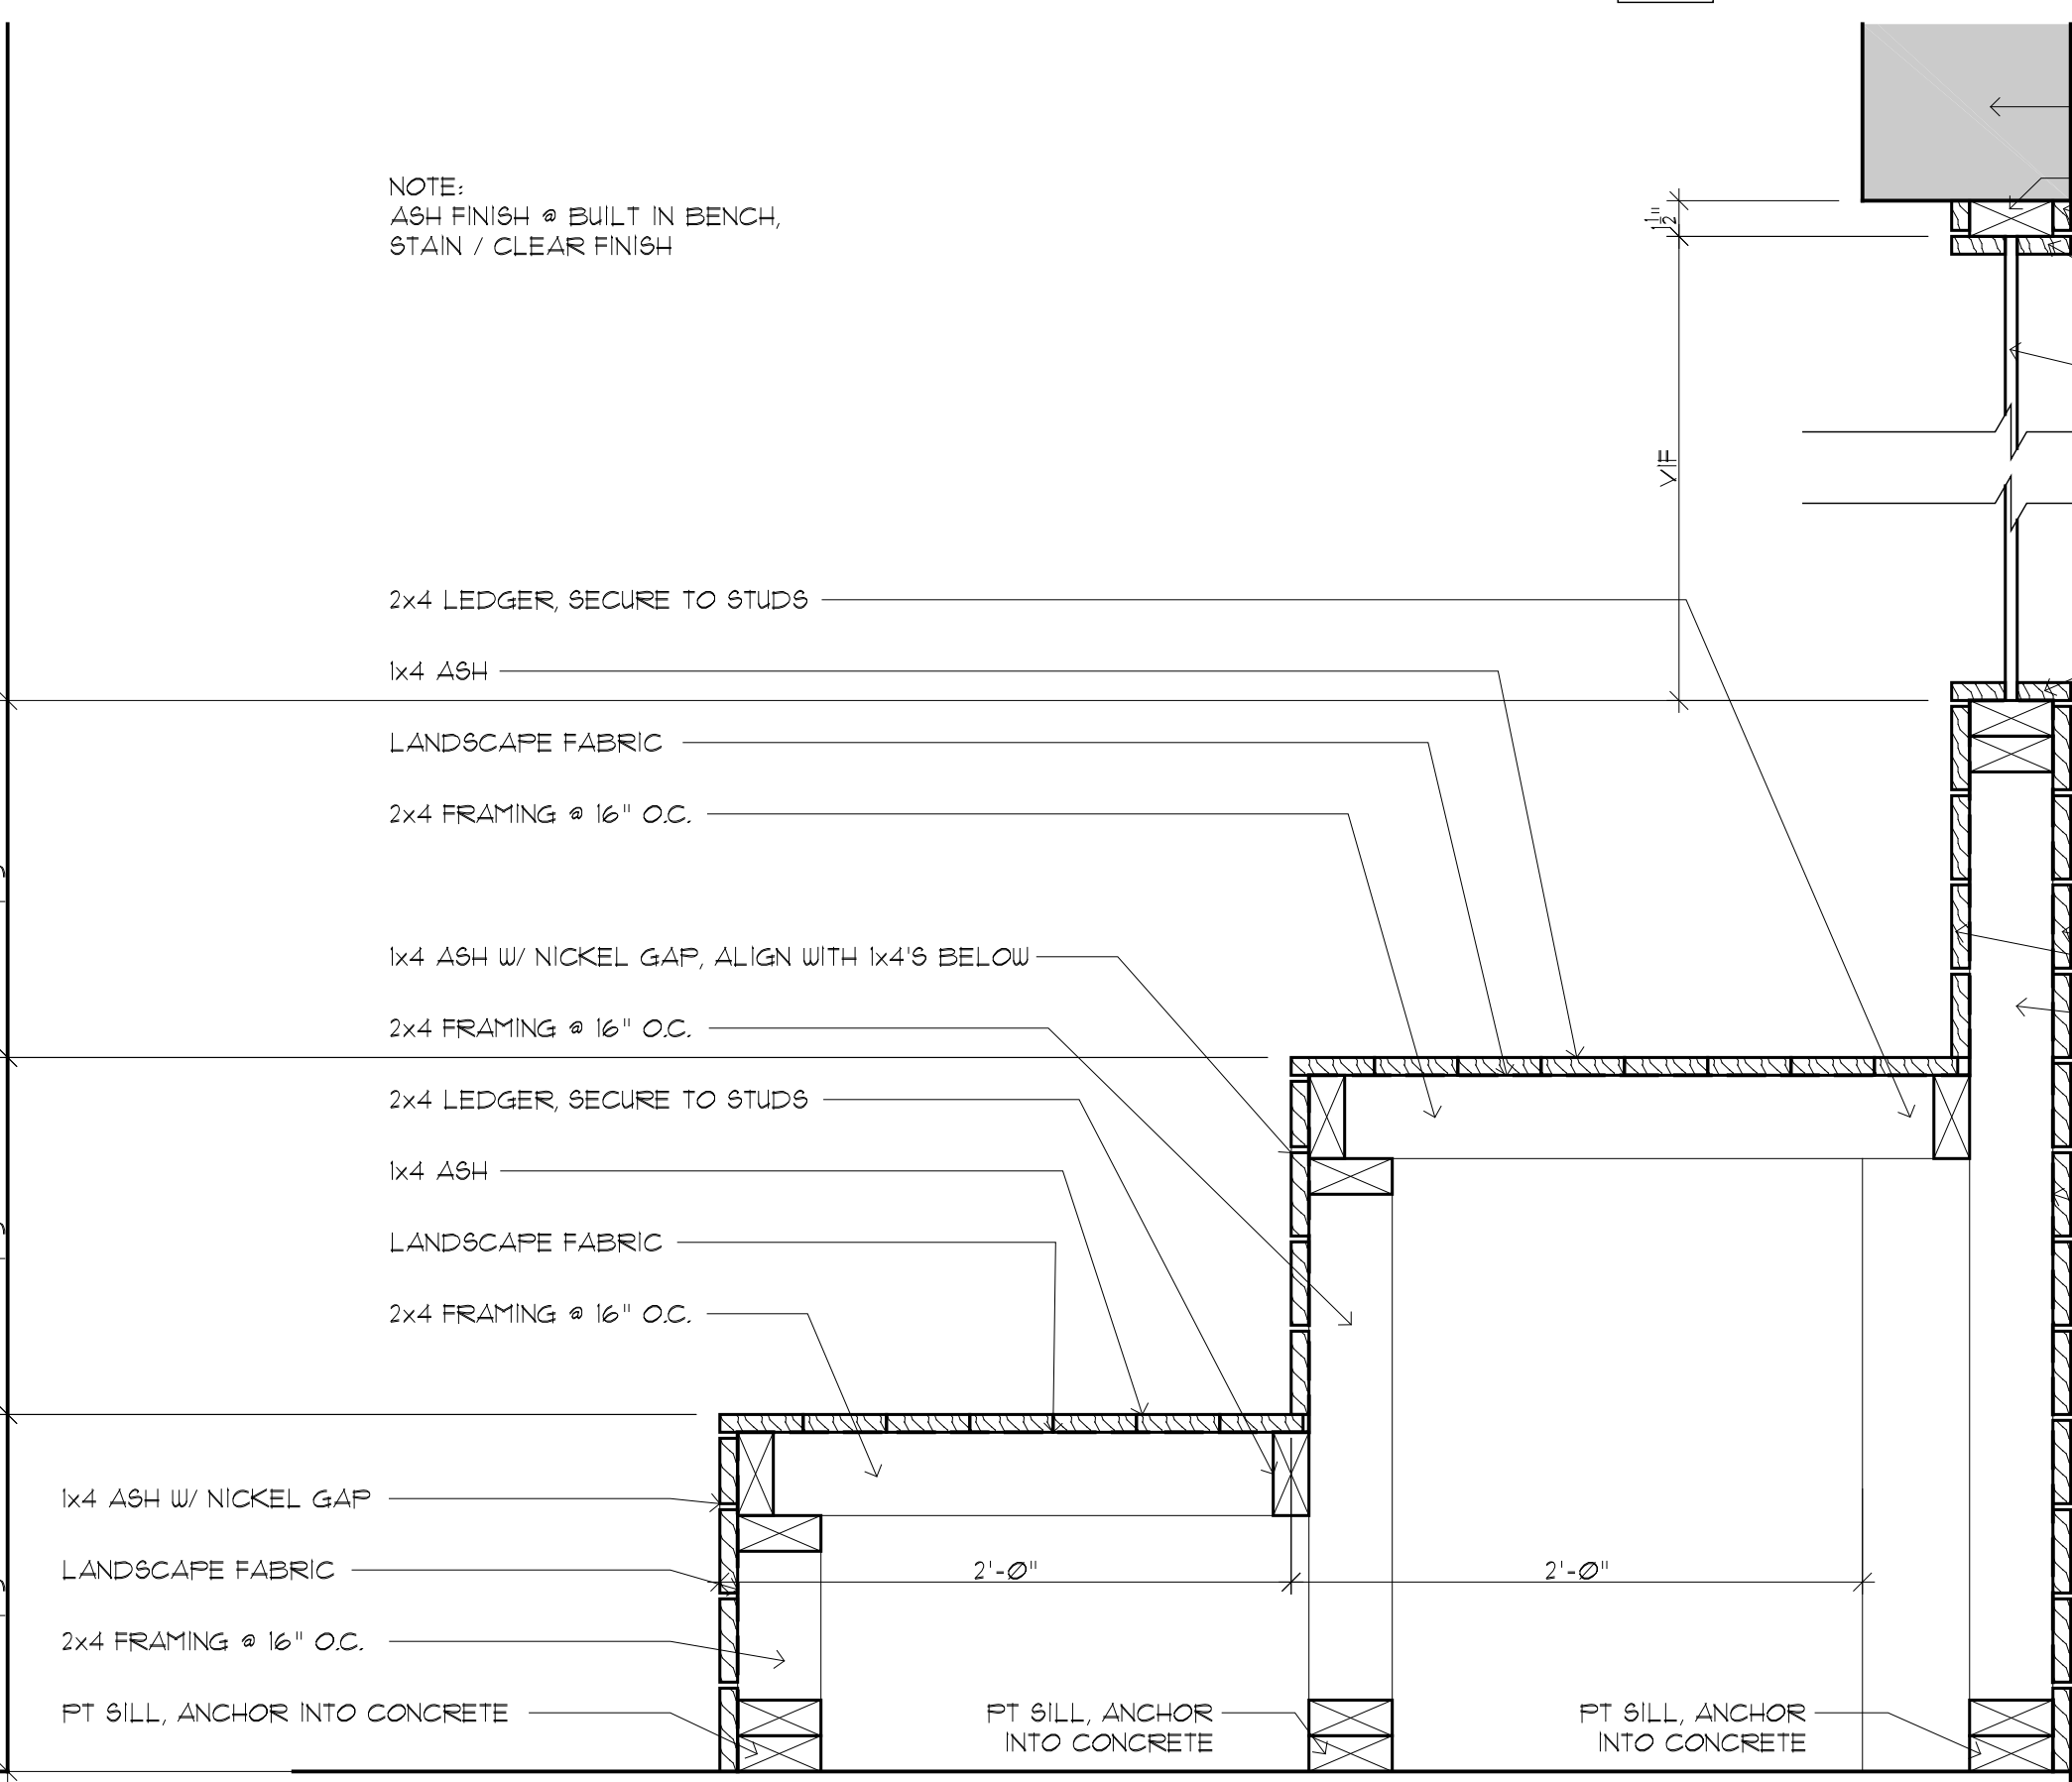 NOTE:
ASH FINISH @ BUILT IN BENCH,
STAIN / CLEAR FINISH
1 1/2"
VIF
2x4 LEDGER, SECURE TO STUDS
1x4 ASH
LANDSCAPE FABRIC
2x4 FRAMING @ 16" O.C.
1x4 ASH W/ NICKEL GAP, ALIGN WITH 1x4'S BELOW
2x4 FRAMING @ 16" O.C.
2x4 LEDGER, SECURE TO STUDS
1x4 ASH
LANDSCAPE FABRIC
2x4 FRAMING @ 16" O.C.
1x4 ASH W/ NICKEL GAP
LANDSCAPE FABRIC
2'-0"
2'-0"
2x4 FRAMING @ 16" O.C.
PT SILL, ANCHOR INTO CONCRETE
PT SILL, ANCHOR
INTO CONCRETE
PT SILL, ANCHOR
INTO CONCRETE